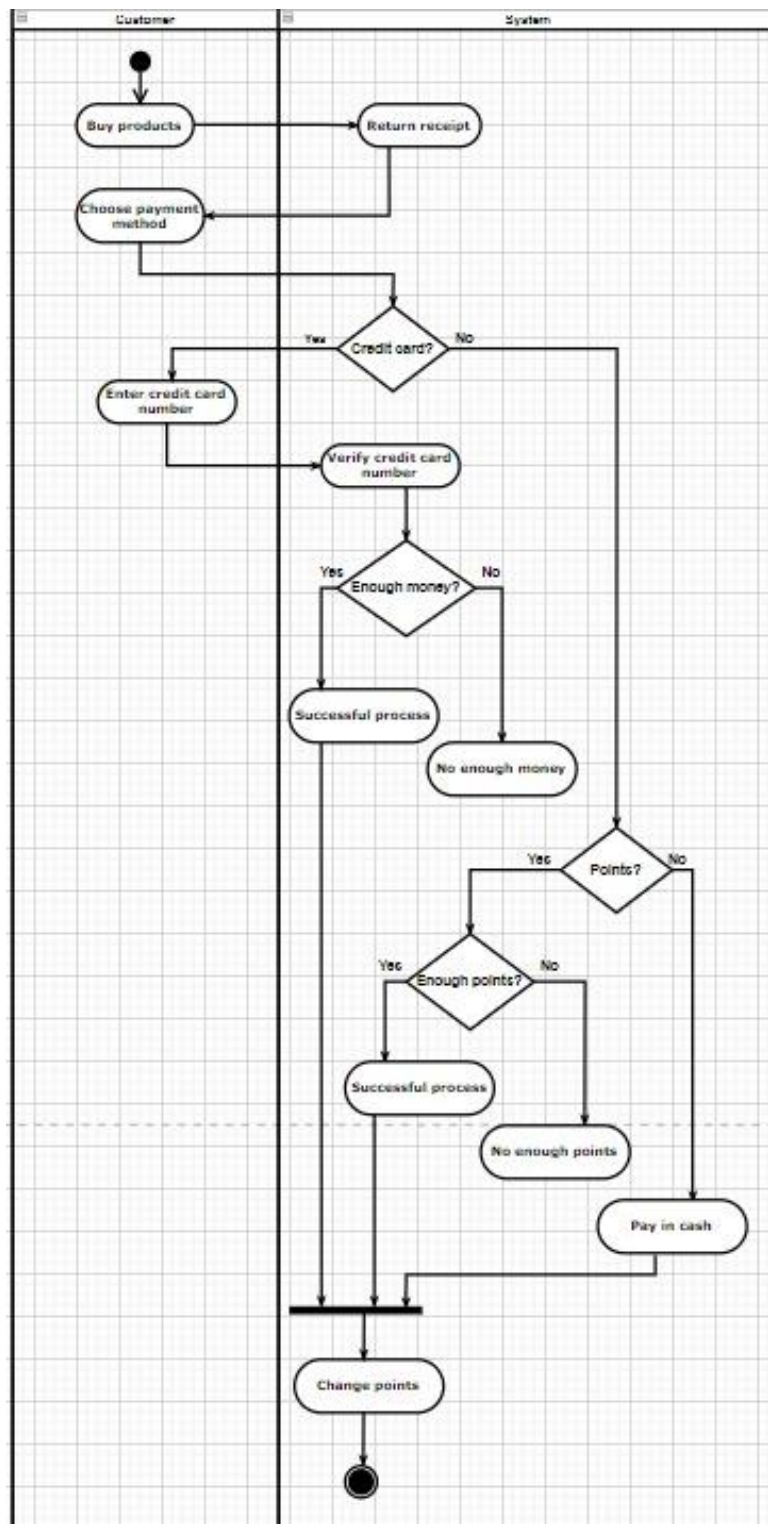 Customer
System
Buy products
Return receipt
Choose payment
method
Yes
No
Credit card?
Enter credit card
number
Verify credit card
number
Yes
No
Enough money?
Successful process
No enough money
Yes
No
Points?
Yes
No
Enough points?
Successful process
No enough points
Pay in cash
Change points